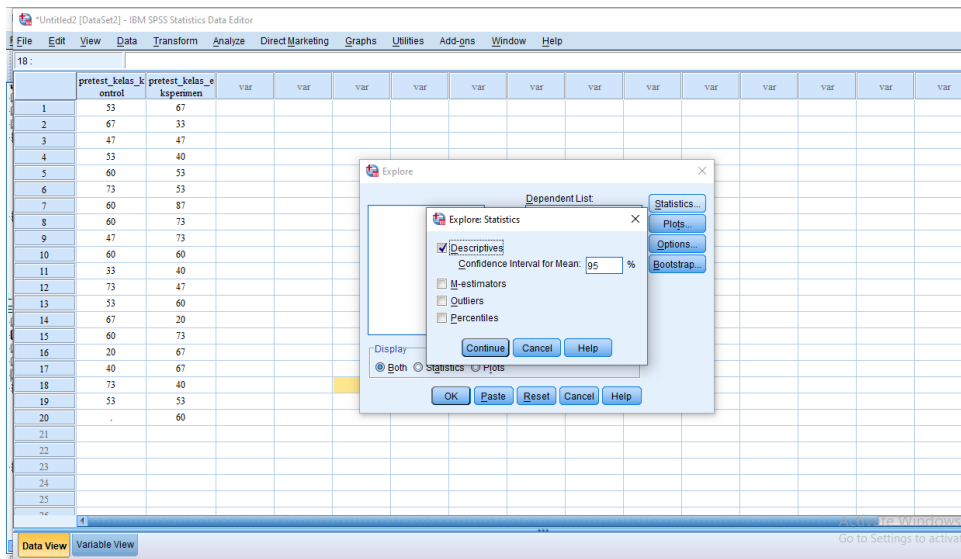 *Untitled2 [DataSet2] - IBM SPSS Statistics Data Editor
File Edit View Data Transform Analyze Direct Marketing Graphs Utilities Add-ons Window Help
18 :
pretest_kelas_kontrol pretest_kelas_eksperimen var var var var var var var var var var var var var
1 53 67
2 67 33
3 47 47
4 53 40
5 60 53
6 73 53
7 60 87
8 60 73
9 47 73
10 60 60
11 33 40
12 73 47
13 53 60
14 67 20
15 60 73
16 20 67
17 40 67
18 73 40
19 53 53
20 . 60
21
22
23
24
25
26
Explore
Dependent List:
Statistics...
Plots...
Options...
Bootstrap...
Explore: Statistics
Descriptives
Confidence Interval for Mean: 95 %
M-estimators
Outliers
Percentiles
Continue Cancel Help
Display
Both Statistics Plots
OK Paste Reset Cancel Help
Activate Windows
Go to Settings to activat
Data View Variable View